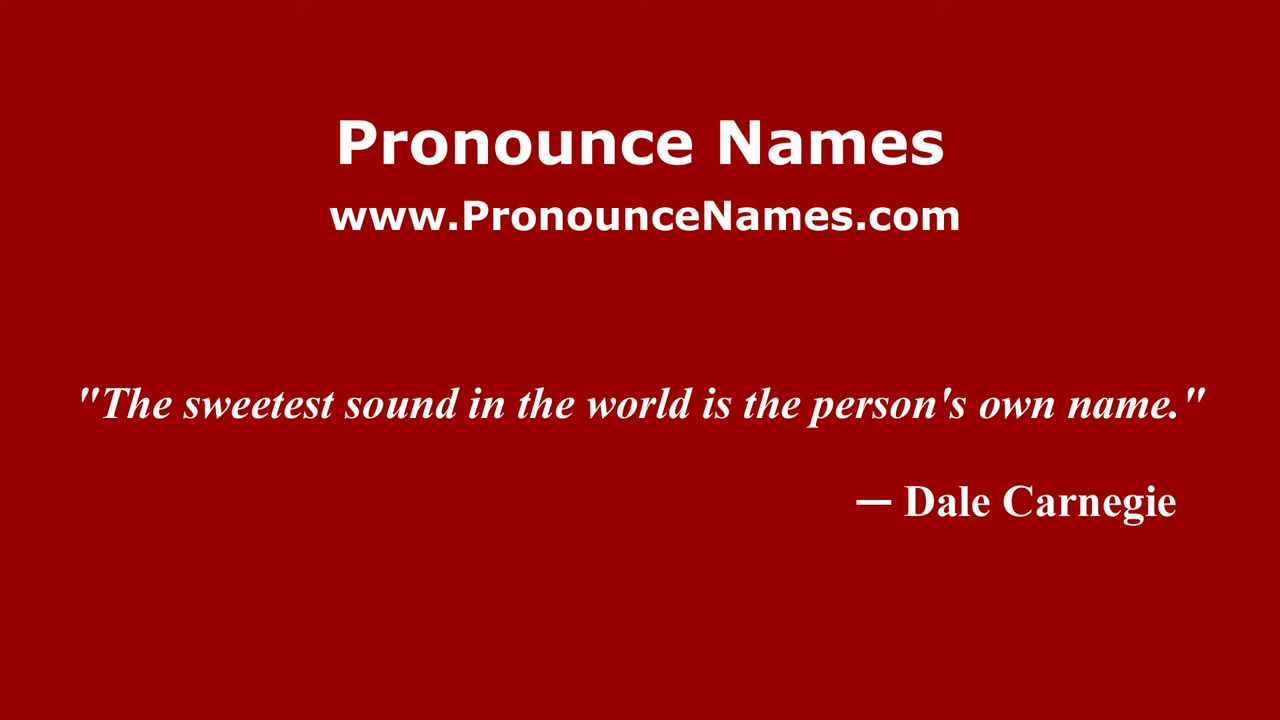 Pronounce Names
www.PronounceNames.com
"The sweetest sound in the world is the person's own name."
— Dale Carnegie